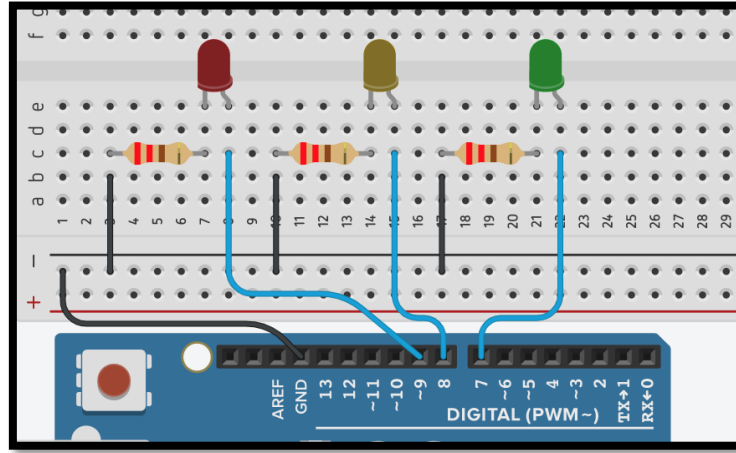 g
f
e
d
c
b
a
1 2 3 4 5 6 7 8 9 10 11 12 13 14 15 16 17 18 19 20 21 22 23 24 25 26 27 28 29
−
+
AREF GND 13 12 ~11 ~10 ~9 8 7 ~6 ~5 4 ~3 2 TX→1 RX←0
DIGITAL (PWM ~)